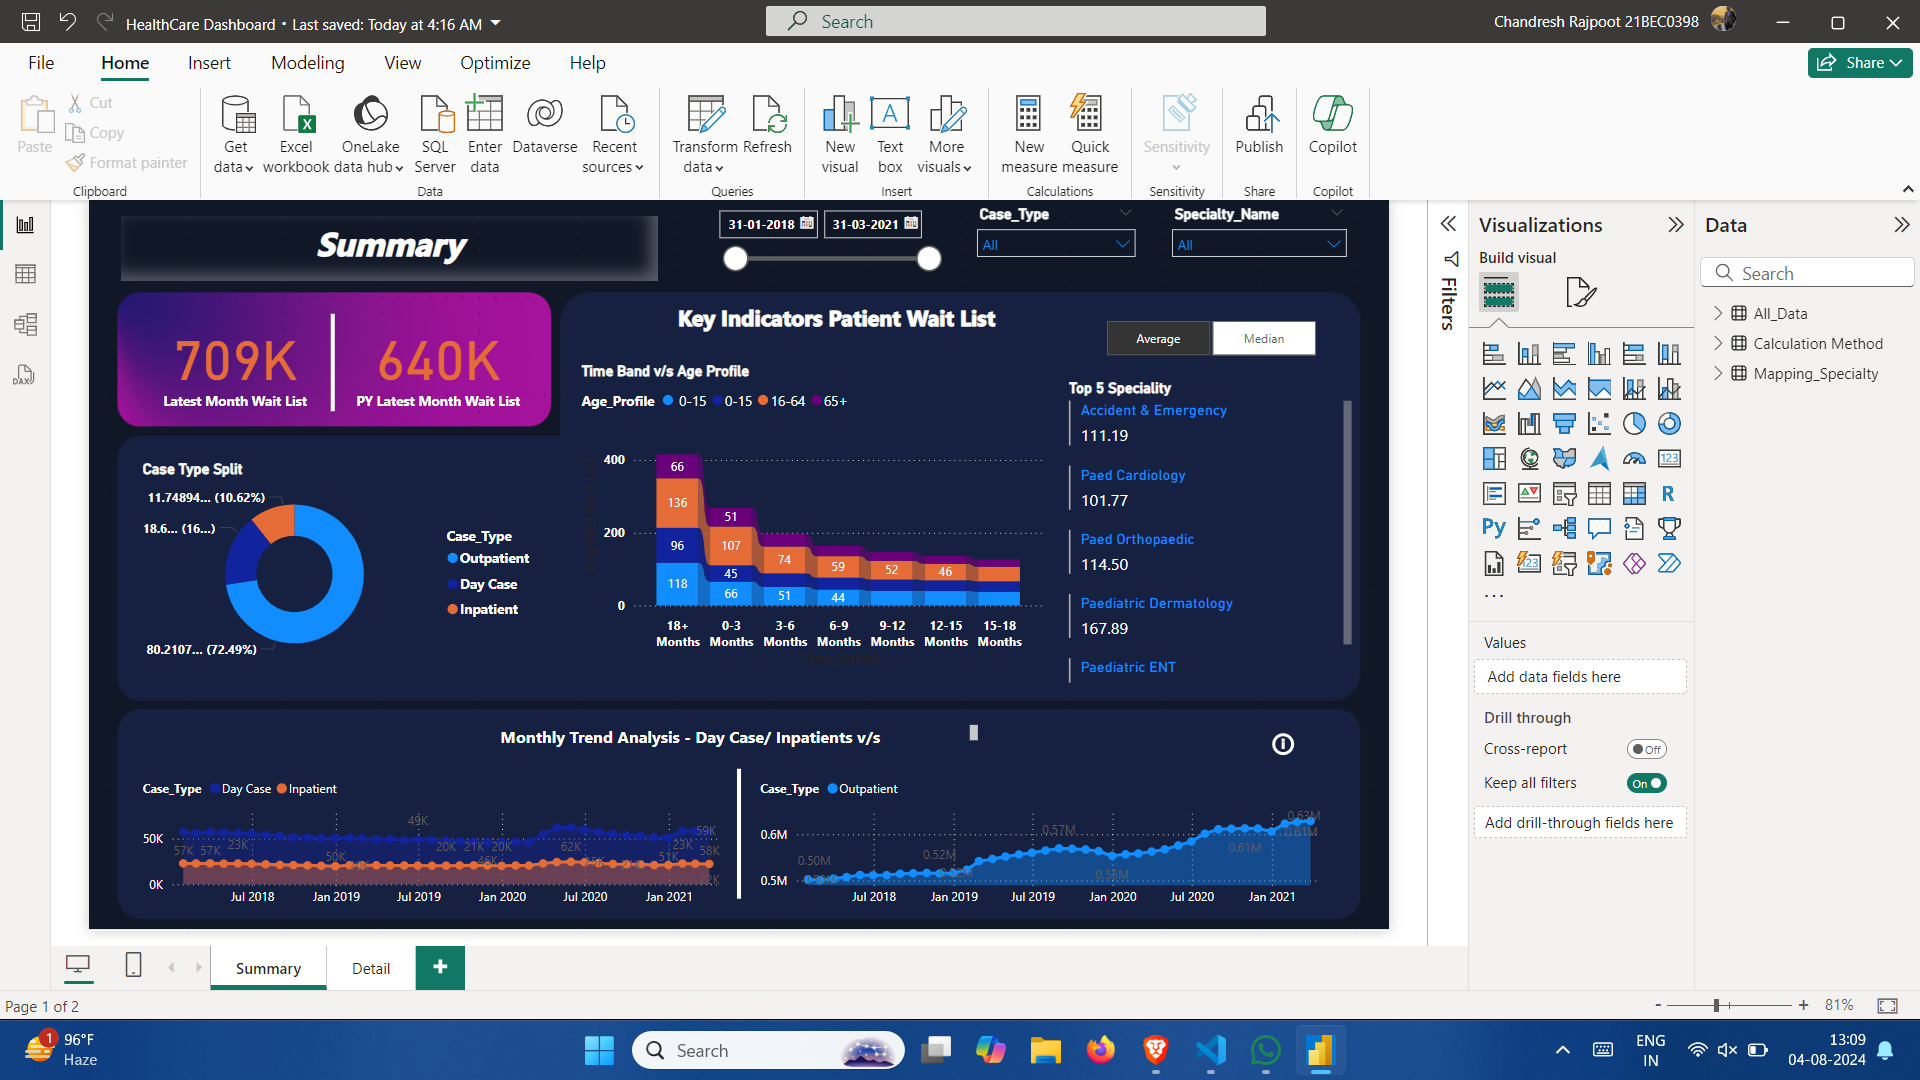 HealthCare Dashboard • Last saved: Today at 4:16 AM
Search
Chandresh Rajpoot 21BEC0398
File Home Insert Modeling View Optimize Help
Share
Paste
Cut
Copy
Format painter
Clipboard
Get data
Excel workbook
OneLake data hub
SQL Server
Enter data
Dataverse
Recent sources
Data
Transform data
Refresh
Queries
New visual
Text box
More visuals
Insert
New measure
Quick measure
Calculations
Sensitivity
Sensitivity
Publish
Share
Copilot
Copilot
Summary
31-01-2018 31-03-2021
Case_Type
All
Specialty_Name
All
709K
Latest Month Wait List
640K
PY Latest Month Wait List
Key Indicators Patient Wait List
Average Median
Case Type Split
11.74894... (10.62%)
18.6... (16...)
80.2107... (72.49%)
Case_Type
Outpatient
Day Case
Inpatient
Time Band v/s Age Profile
Age_Profile 0-15 0-15 16-64 65+
400
200
0
66
136
96
118
51
107
45
66
74
51
59
44
52
46
18+ Months
0-3 Months
3-6 Months
6-9 Months
9-12 Months
12-15 Months
15-18 Months
Top 5 Speciality
Accident & Emergency
111.19
Paed Cardiology
101.77
Paed Orthopaedic
114.50
Paediatric Dermatology
167.89
Paediatric ENT
Monthly Trend Analysis - Day Case/ Inpatients v/s
Case_Type Day Case Inpatient
50K
0K
57K 57K 23K 50K 49K 20K 21K 46K 20K 62K 51K 23K 59K 58K 22K
Jul 2018 Jan 2019 Jul 2019 Jan 2020 Jul 2020 Jan 2021
Case_Type Outpatient
0.6M
0.5M
0.50M 0.52M 0.57M 0.55M 0.61M 0.63M 0.61M
Jul 2018 Jan 2019 Jul 2019 Jan 2020 Jul 2020 Jan 2021
Filters
Visualizations
Build visual
123
R
Py
123
...
Values
Add data fields here
Drill through
Cross-report Off
Keep all filters On
Add drill-through fields here
Data
Search
All_Data
Calculation Method
Mapping_Specialty
DAX
Summary Detail +
Page 1 of 2
- + 81%
1
96°F
Haze
Search
ENG
IN
13:09
04-08-2024